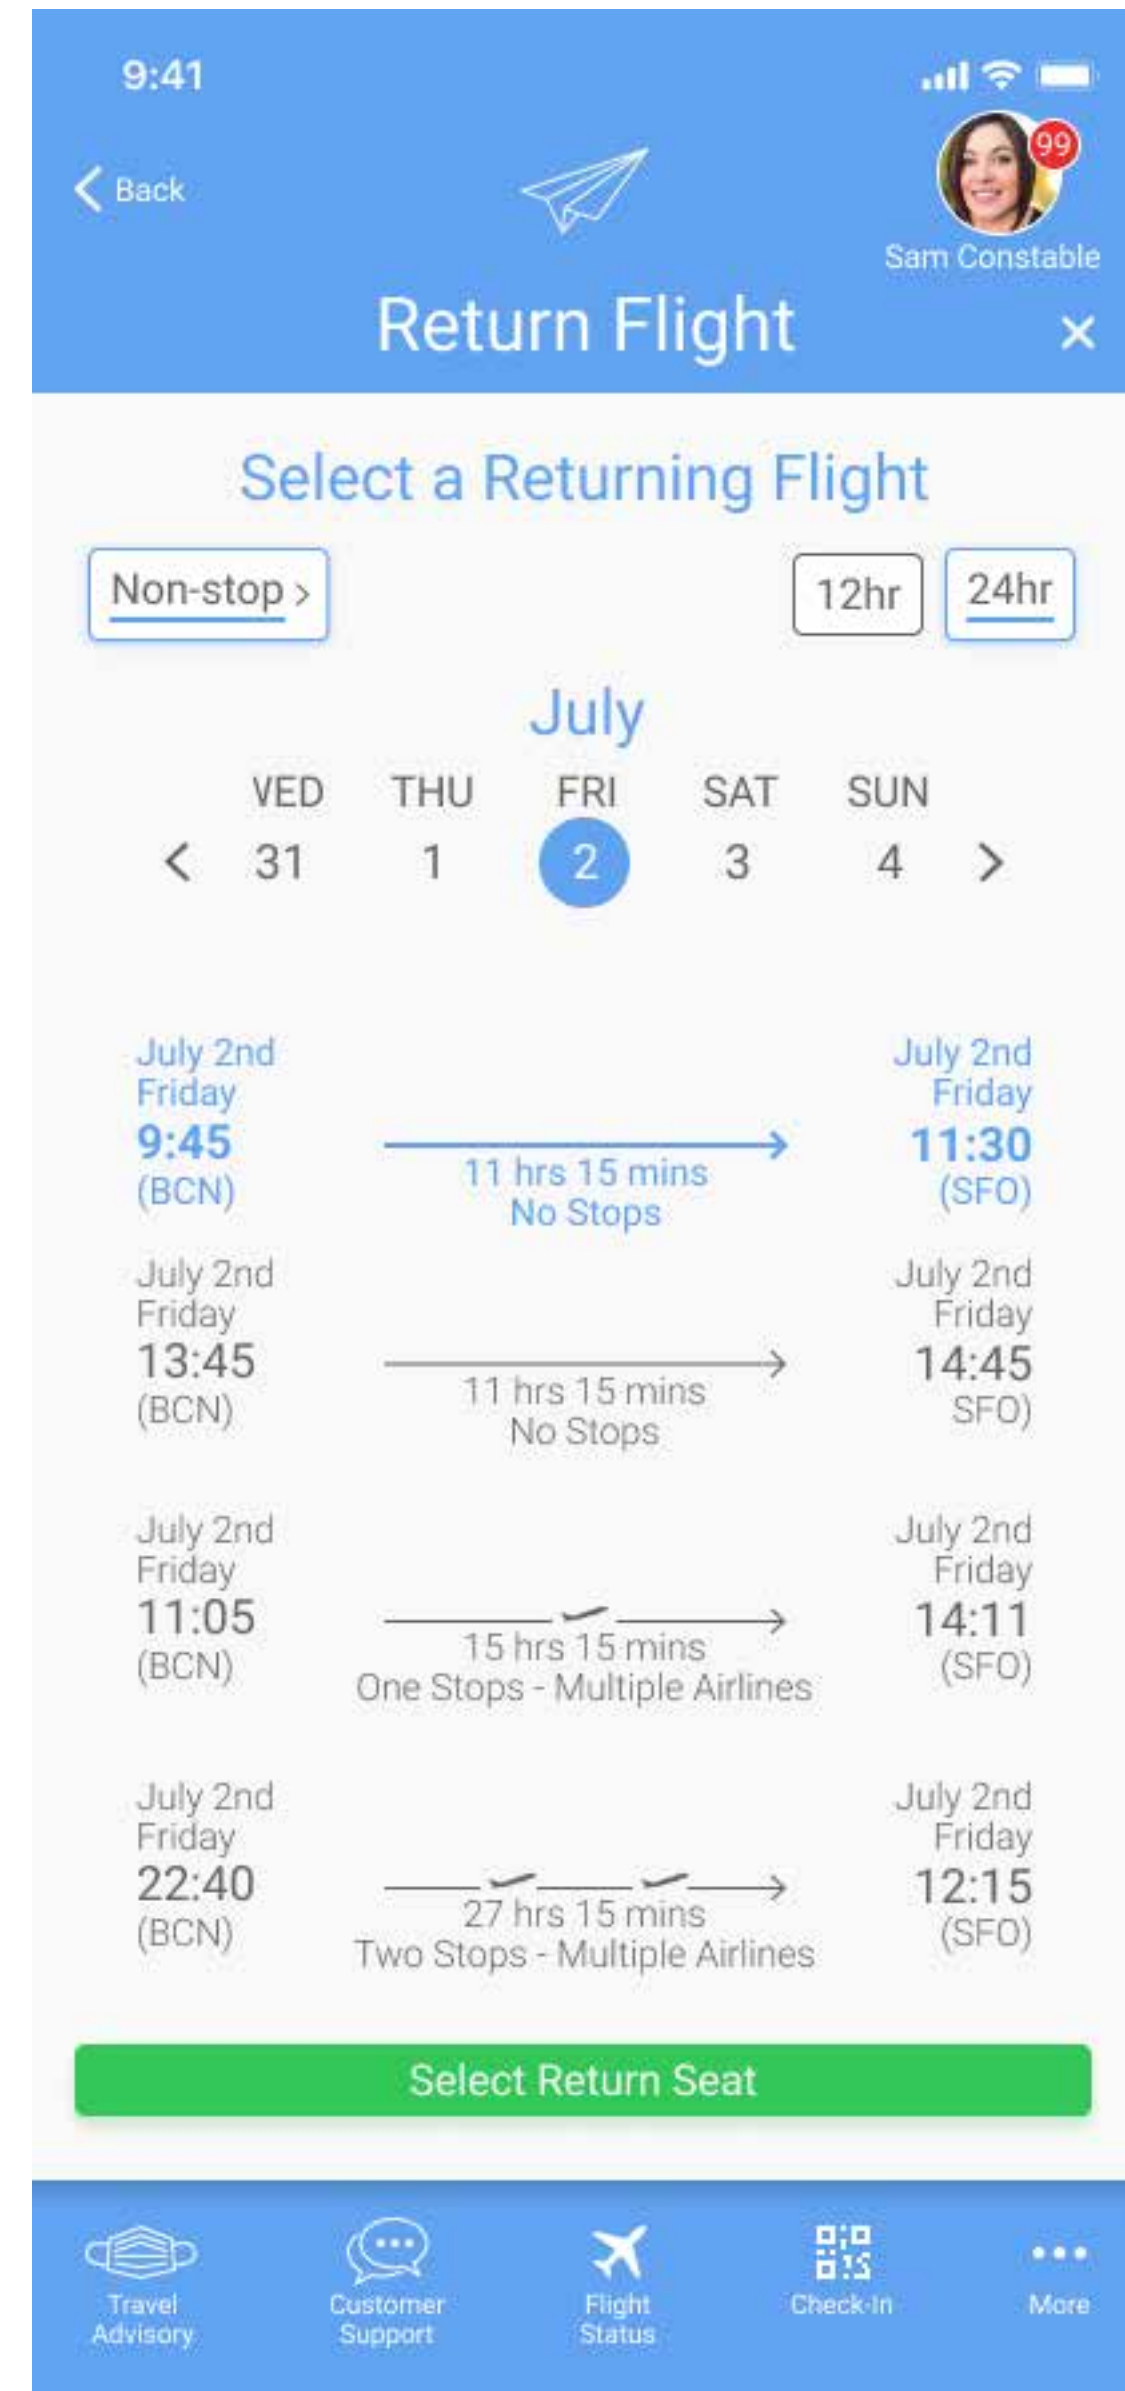 9:41
Back
99
Sam Constable
Return Flight
Select a Returning Flight
Non-stop >
12hr
24hr
July
VED THU FRI SAT SUN
< 31 1 2 3 4 >
July 2nd
Friday
9:45
(BCN)
11 hrs 15 mins
No Stops
July 2nd
Friday
11:30
(SFO)
July 2nd
Friday
13:45
(BCN)
11 hrs 15 mins
No Stops
July 2nd
Friday
14:45
SFO)
July 2nd
Friday
11:05
(BCN)
15 hrs 15 mins
One Stops - Multiple Airlines
July 2nd
Friday
14:11
(SFO)
July 2nd
Friday
22:40
(BCN)
27 hrs 15 mins
Two Stops - Multiple Airlines
July 2nd
Friday
12:15
(SFO)
Select Return Seat
Travel
Advisory
Customer
Support
Flight
Status
Check-In
More